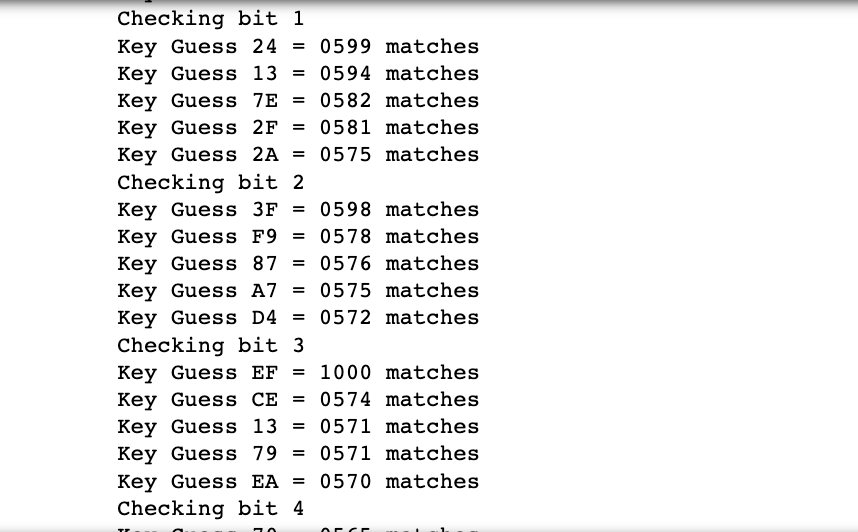 Checking bit 1
Key Guess 24 = 0599 matches
Key Guess 13 = 0594 matches
Key Guess 7E = 0582 matches
Key Guess 2F = 0581 matches
Key Guess 2A = 0575 matches
Checking bit 2
Key Guess 3F = 0598 matches
Key Guess F9 = 0578 matches
Key Guess 87 = 0576 matches
Key Guess A7 = 0575 matches
Key Guess D4 = 0572 matches
Checking bit 3
Key Guess EF = 1000 matches
Key Guess CE = 0574 matches
Key Guess 13 = 0571 matches
Key Guess 79 = 0571 matches
Key Guess EA = 0570 matches
Checking bit 4